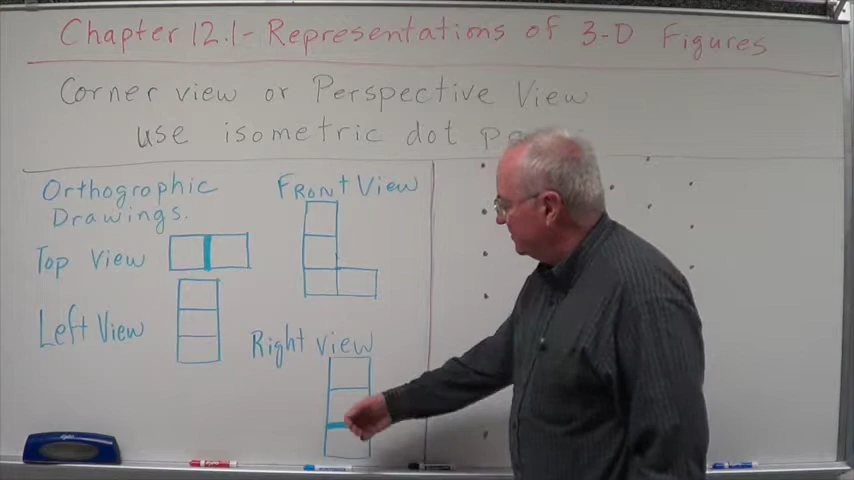 Chapter 12.1-Representations of 3-D Figures
Corner view or Perspective View
use isometric dot
Orthographic
Drawings.
Front View
Top View
Left View
Right view